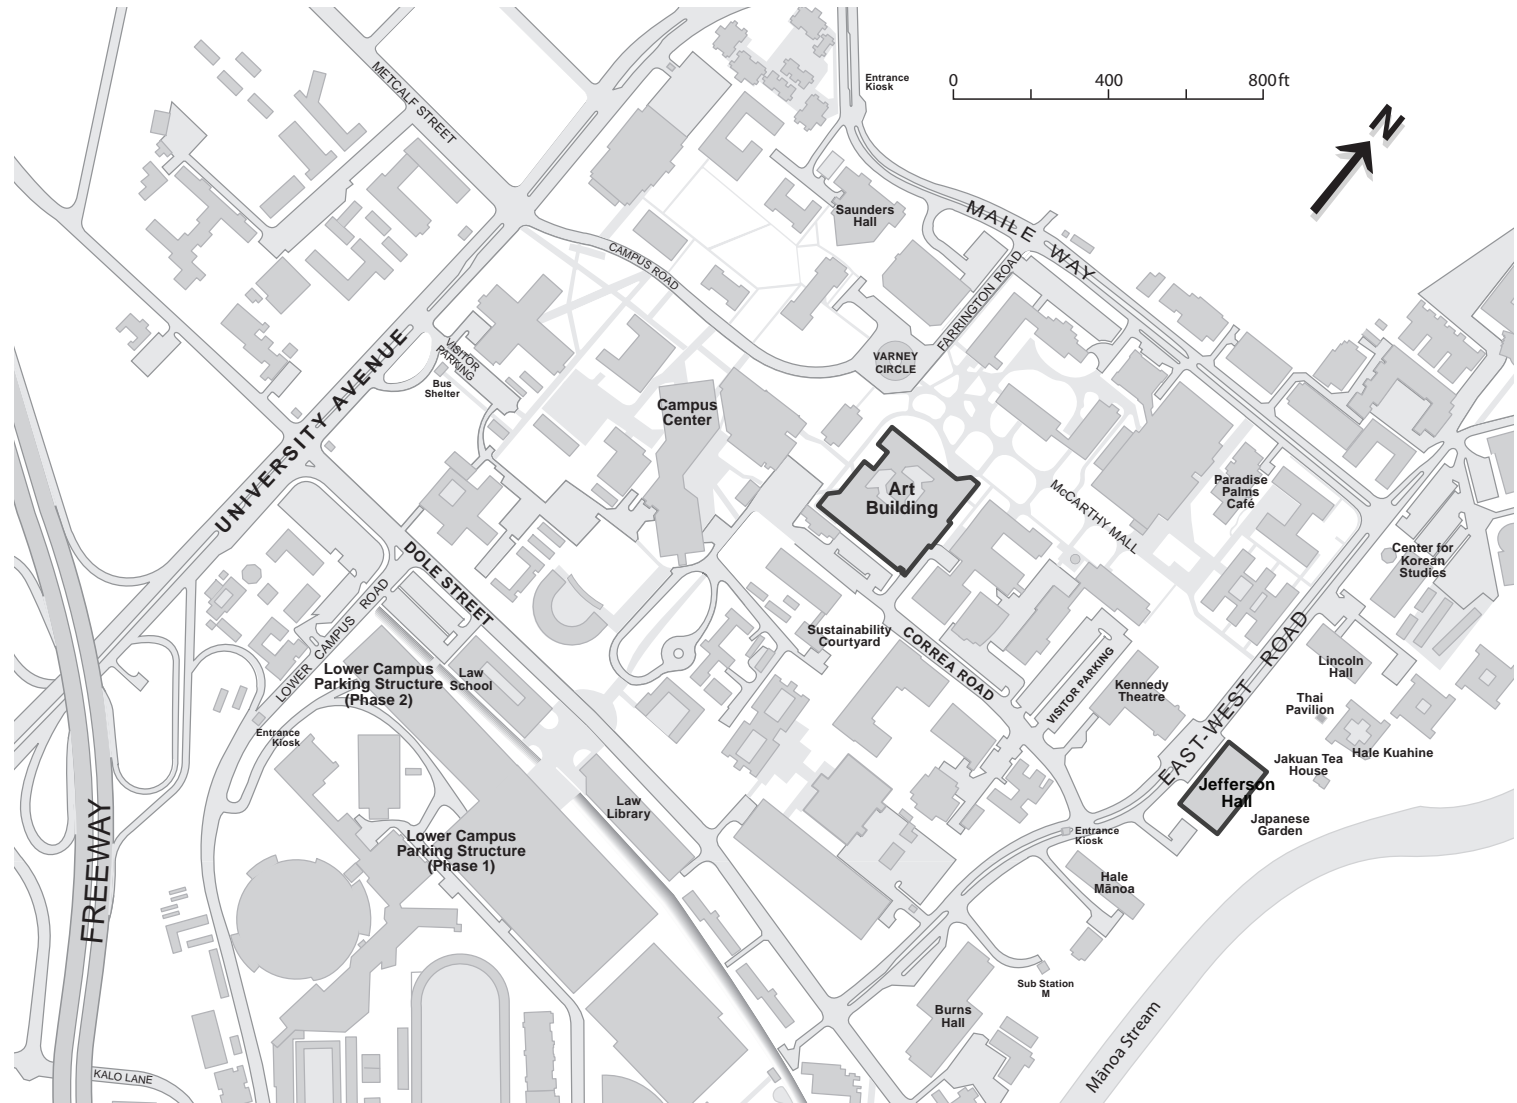 METCALF STREET
Entrance
Kiosk
0 400 800 ft
N
Saunders
Hall
MAILE WAY
CAMPUS ROAD
FARRINGTON ROAD
VARNEY
CIRCLE
VISITOR
PARKING
Bus
Shelter
UNIVERSITY AVENUE
Campus
Center
Art
Building
McCARTHY MALL
Paradise
Palms
Café
Center for
Korean
Studies
DOLE STREET
LOWER CAMPUS ROAD
Sustainability
Courtyard
CORREA ROAD
VISITOR PARKING
Kennedy
Theatre
EAST-WEST ROAD
Lincoln
Hall
Thai
Pavilion
Hale Kuahine
Jakuan Tea
House
Jefferson
Hall
Japanese
Garden
Lower Campus
Parking Structure
(Phase 2)
Law
School
Entrance
Kiosk
Law
Library
Lower Campus
Parking Structure
(Phase 1)
Entrance
Kiosk
Hale
Mānoa
FREEWAY
Sub Station
M
Burns
Hall
Mānoa Stream
KALO LANE